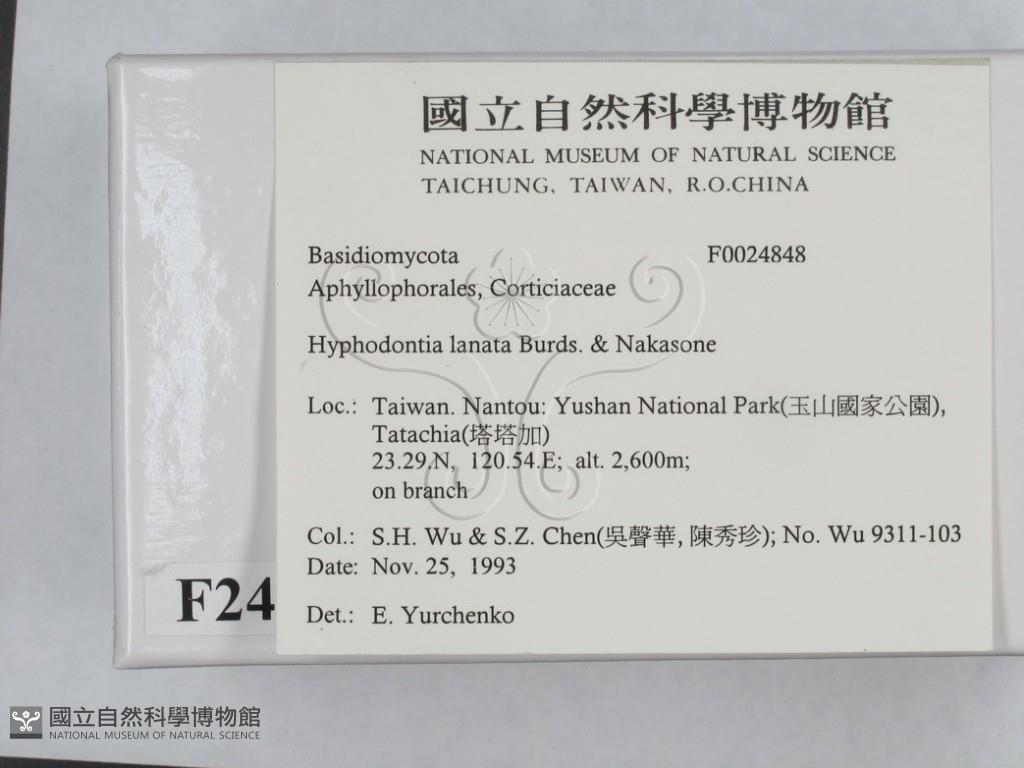 國立自然科學博物館
NATIONAL MUSEUM OF NATURAL SCIENCE
TAICHUNG, TAIWAN, R.O.CHINA
Basidiomycota F0024848
Aphyllophorales, Corticiaceae
Hyphodontia lanata Burds. & Nakasone
Loc.: Taiwan. Nantou: Yushan National Park(玉山國家公園),
Tatachia(塔塔加)
23.29.N, 120.54.E; alt. 2,600m;
on branch
Col.: S.H. Wu & S.Z. Chen(吳聲華, 陳秀珍); No. Wu 9311-103
Date: Nov. 25, 1993
Det.: E. Yurchenko
F24
國立自然科學博物館
NATIONAL MUSEUM OF NATURAL SCIENCE